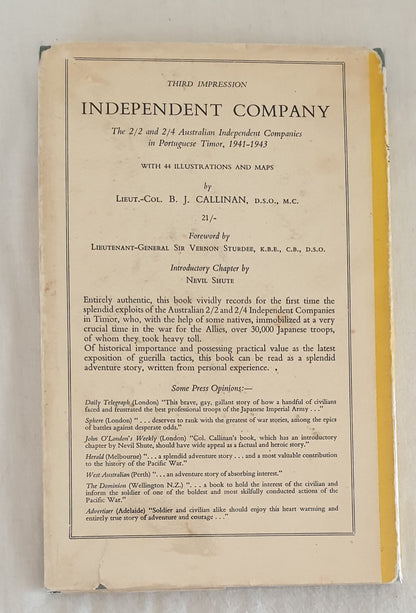 THIRD IMPRESSION
INDEPENDENT COMPANY
The 2/2 and 2/4 Australian Independent Companies
in Portuguese Timor, 1941-1943
WITH 44 ILLUSTRATIONS AND MAPS
by
LIEUT.-COL. B. J. CALLINAN, D.S.O., M.C.
21/-
Foreword by
LIEUTENANT-GENERAL SIR VERNON STURDEE, K.B.E., C.B., D.S.O.
Introductory Chapter by
NEVIL SHUTE
Entirely authentic, this book vividly records for the first time the
splendid exploits of the Australian 2/2 and 2/4 Independent Companies
in Timor, who, with the help of some natives, immobilized at a very
crucial time in the war for the Allies, over 30,000 Japanese troops,
of whom they took heavy toll.
Of historical importance and possessing practical value as the latest
exposition of guerilla tactics, this book can be read as a splendid
adventure story, written from personal experience.
Some Press Opinions:—
Daily Telegraph (London) "This brave, gay, gallant story of how a handful of civilians
faced and frustrated the best professional troops of the Japanese Imperial Army . . ."
Sphere (London) ". . . deserves to rank with the greatest of war stories, among the epics
of battles against desperate odds."
John O'London's Weekly (London) "Col. Callinan's book, which has an introductory
chapter by Nevil Shute, should have wide appeal as a factual and heroic story."
Herald (Melbourne) ". . . a splendid adventure story . . . and a most valuable contribution
to the history of the Pacific War."
West Australian (Perth) ". . . an adventure story of absorbing interest."
The Dominion (Wellington N.Z.) ". . . a book to hold the interest of the civilian and
inform the soldier of one of the boldest and most skilfully conducted actions of the
Pacific War."
Advertiser (Adelaide) "Soldier and civilian alike should enjoy this heart warming and
entirely true story of adventure and courage . . ."